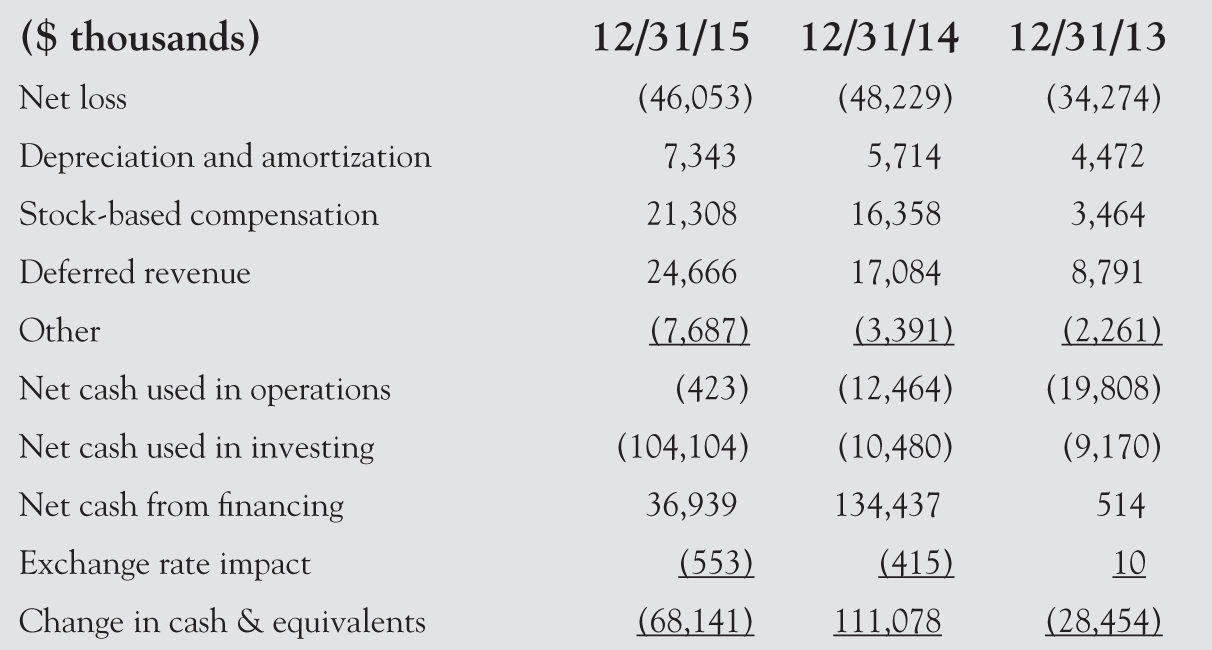 ($ thousands) 12/31/15 12/31/14 12/31/13
Net loss (46,053) (48,229) (34,274)
Depreciation and amortization 7,343 5,714 4,472
Stock-based compensation 21,308 16,358 3,464
Deferred revenue 24,666 17,084 8,791
Other (7,687) (3,391) (2,261)
Net cash used in operations (423) (12,464) (19,808)
Net cash used in investing (104,104) (10,480) (9,170)
Net cash from financing 36,939 134,437 514
Exchange rate impact (553) (415) 10
Change in cash & equivalents (68,141) 111,078 (28,454)